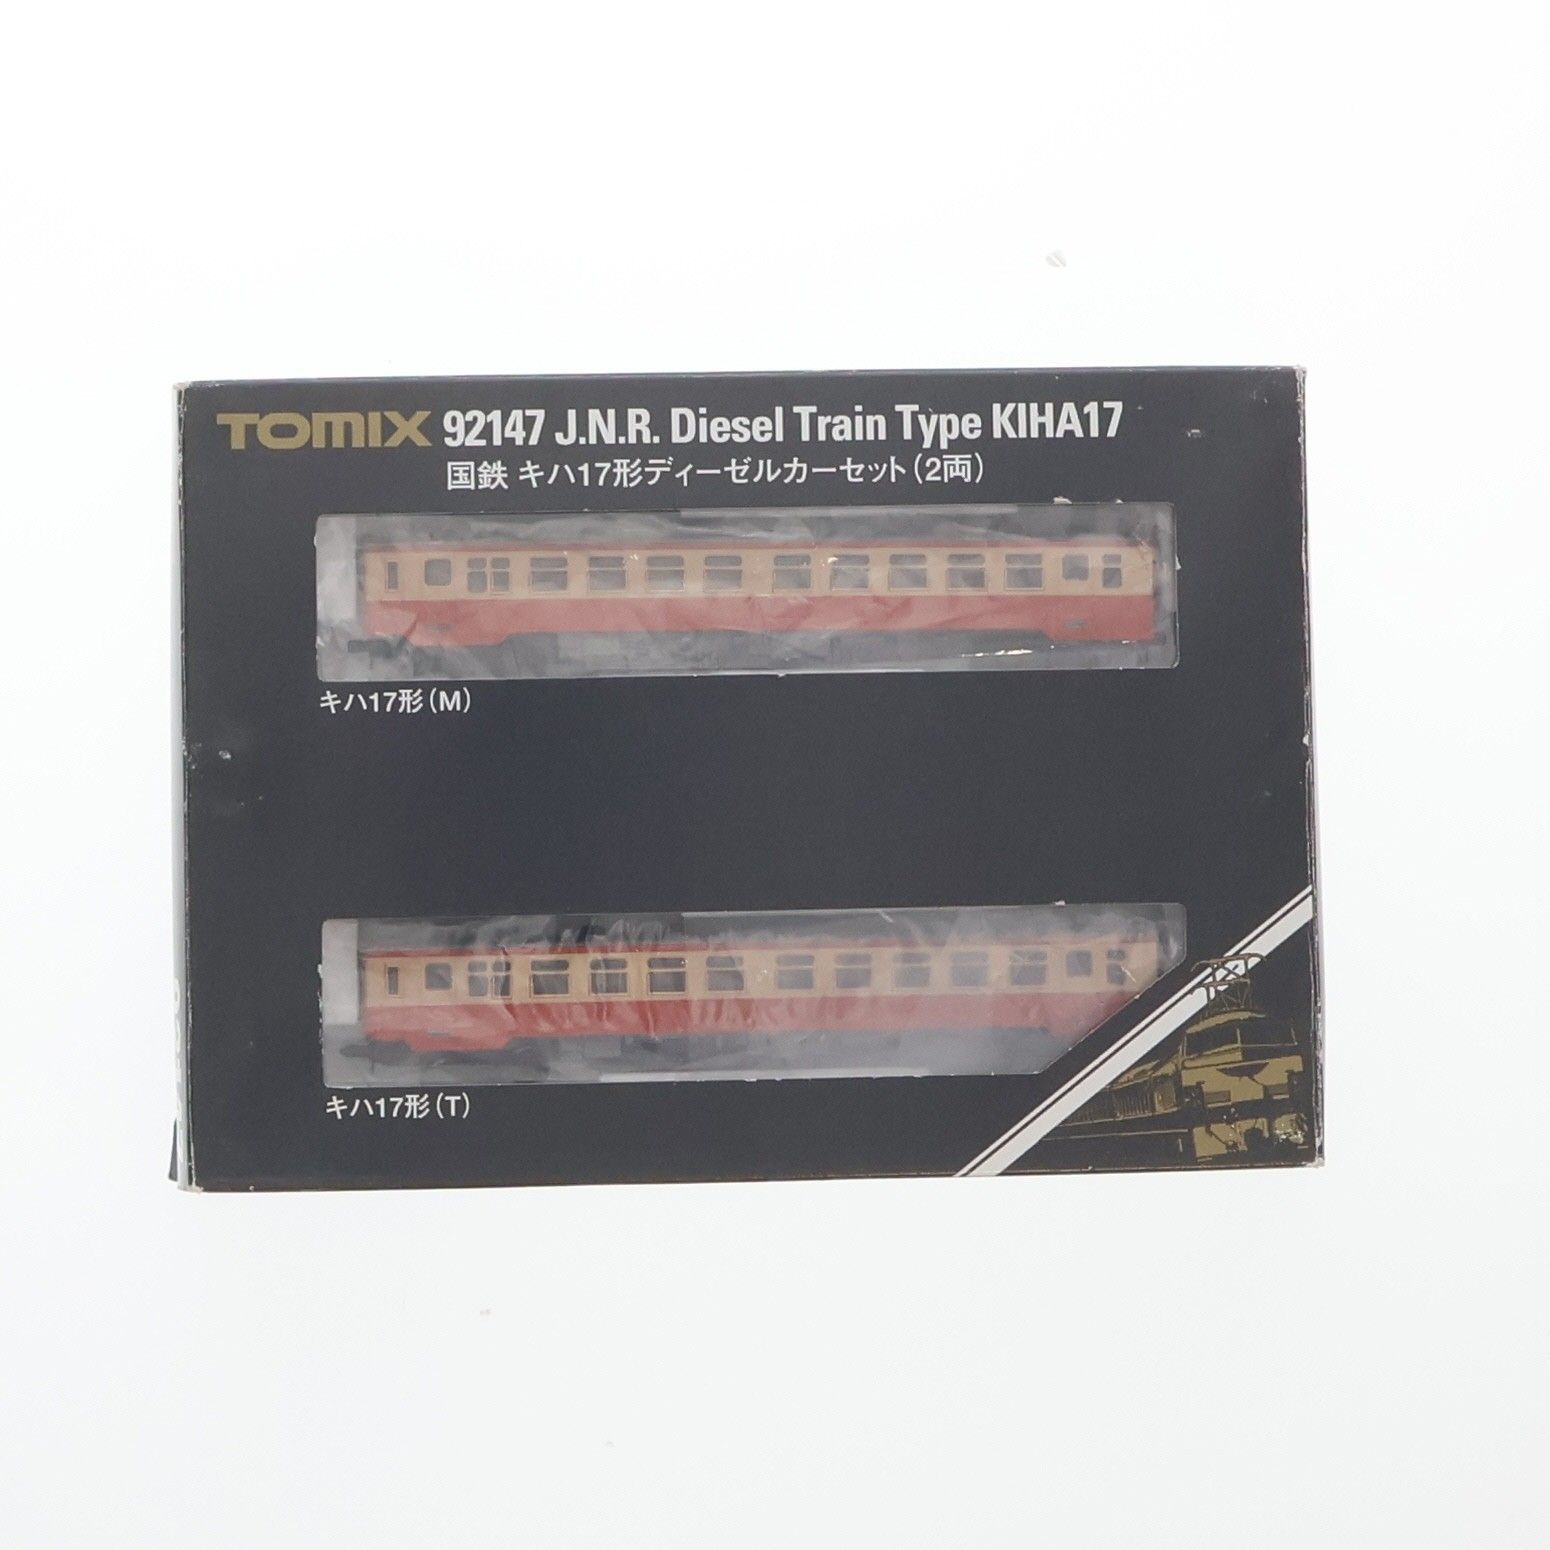 TOMIX 92147 J.N.R. Diesel Train Type KIHA17
国鉄 キハ17形ディーゼルカーセット(2両)
キハ17形(M)
キハ17形(T)